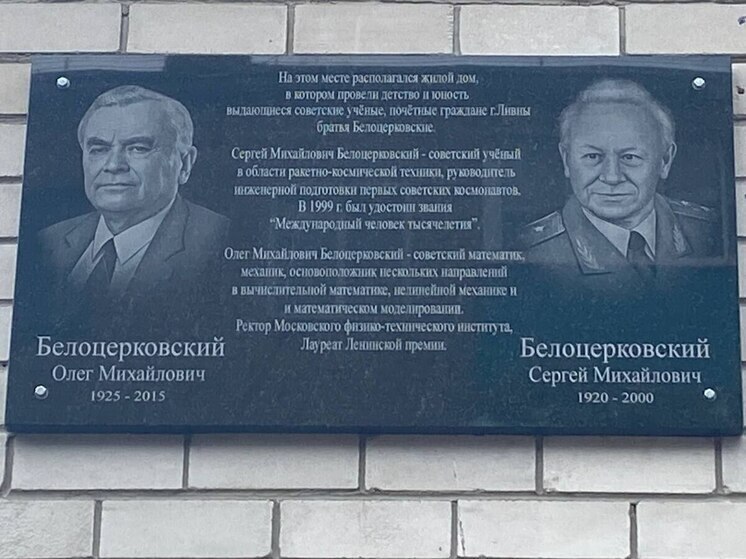 На этом месте располагался жилой дом,
в котором провели детство и юность
выдающиеся советские учёные, почётные граждане г.Ливны
братья Белоцерковские.
Сергей Михайлович Белоцерковский - советский учёный
в области ракетно-космической техники, руководитель
инженерной подготовки первых советских космонавтов.
В 1999 г. был удостоин звания
“Международный человек тысячелетия”.
Олег Михайлович Белоцерковский - советский математик,
механик, основоположник нескольких направлений
в вычислительной математике, нелинейной механике и
и математическом моделировании.
Ректор Московского физико-технического института,
Лауреат Ленинской премии.
Белоцерковский
Олег Михайлович
1925 - 2015
Белоцерковский
Сергей Михайлович
1920 - 2000